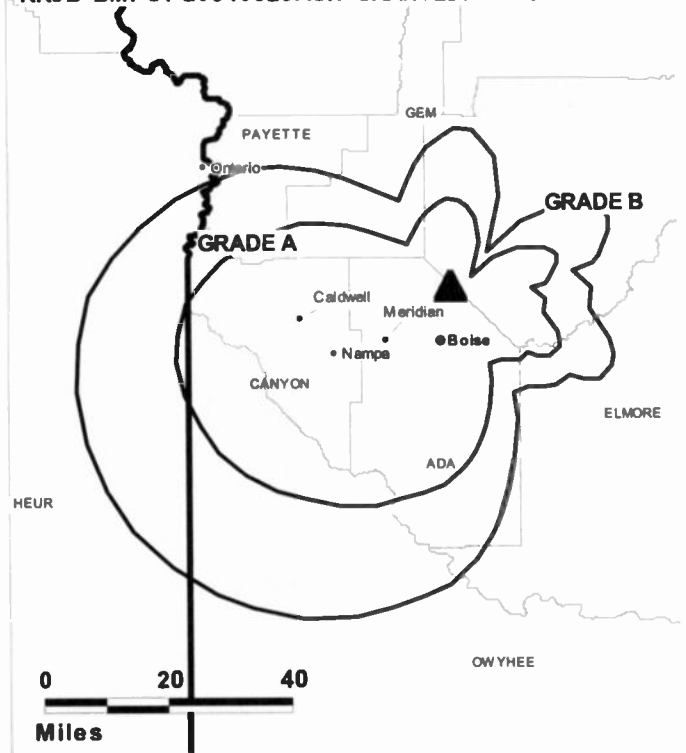 GEM
PAYETTE
Ontario
GRADE B
GRADE A
Caldwell
Meridian
Boise
Nampa
CANYON
ELMORE
ADA
HEUR
OWYHEE
0 20 40
Miles